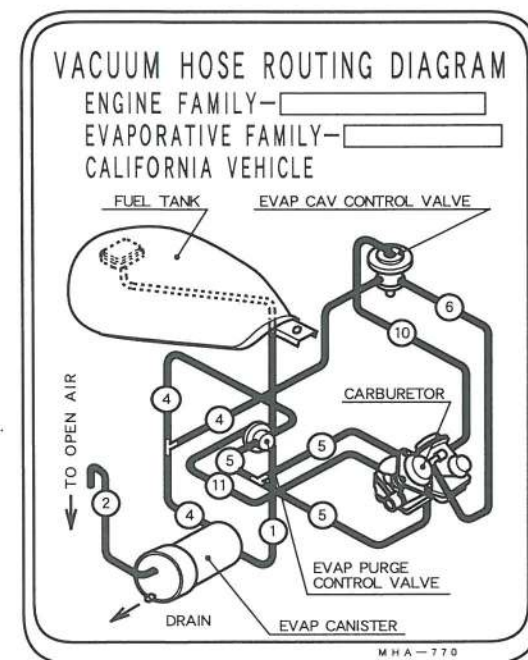 VACUUM HOSE ROUTING DIAGRAM
ENGINE FAMILY—
EVAPORATIVE FAMILY—
CALIFORNIA VEHICLE
FUEL TANK
EVAP CAV CONTROL VALVE
6
10
4
4
CARBURETOR
5
5
11
TO OPEN AIR
2
4
1
5
EVAP PURGE
CONTROL VALVE
DRAIN
EVAP CANISTER
MHA—770